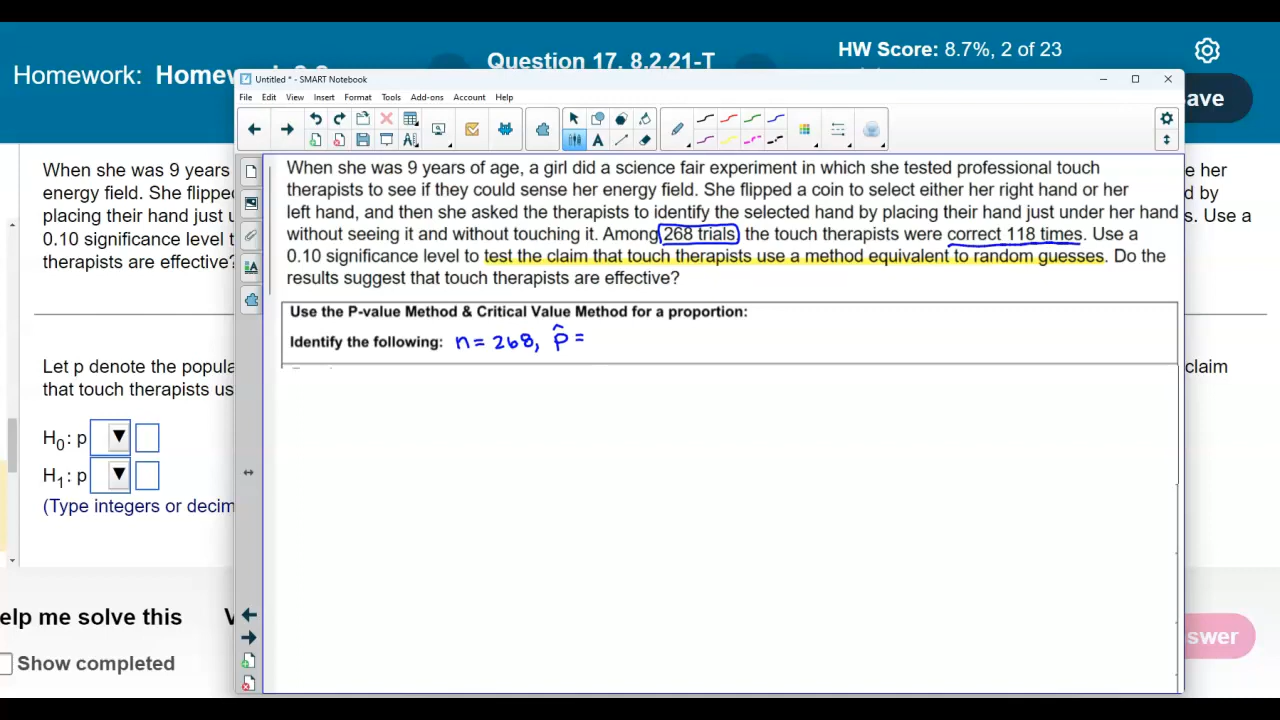 Homework: Homew
Question 17, 8.2.21-T
HW Score: 8.7%, 2 of 23
ave
Untitled * - SMART Notebook
File Edit View Insert Format Tools Add-ons Account Help
When she was 9 years
energy field. She flipped
placing their hand just u
0.10 significance level t
therapists are effective?
When she was 9 years of age, a girl did a science fair experiment in which she tested professional touch
therapists to see if they could sense her energy field. She flipped a coin to select either her right hand or her
left hand, and then she asked the therapists to identify the selected hand by placing their hand just under her hand
without seeing it and without touching it. Among 268 trials the touch therapists were correct 118 times. Use a
0.10 significance level to test the claim that touch therapists use a method equivalent to random guesses. Do the
results suggest that touch therapists are effective?
e her
d by
s. Use a
Use the P-value Method & Critical Value Method for a proportion:
Identify the following: n = 268, p̂ =
Let p denote the popula
that touch therapists us
claim
H₀: p
H₁: p
(Type integers or decim
elp me solve this
V
swer
Show completed